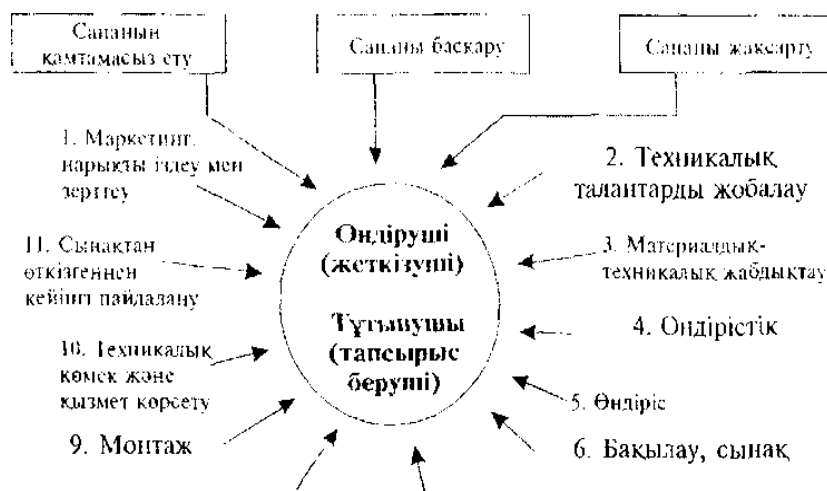 Сапанын
қамтамасыз ету
Сапаны басқару
Сапаны жақсарту
1. Маркетинг,
нарықты іздеу мен
зерттеу
2. Техникалық
талаптарды жобалау
11. Сынақтан
өткізгеннен
кейінгі пайдалану
Өндіруші
(жеткізуші)
3. Материалдық-
техникалық жабдықтау
Тұтынушы
(тапсырыс
беруші)
4. Өндірістік
10. Техникалық
көмек және
қызмет көрсету
5. Өндіріс
9. Монтаж
6. Бақылау, сынақ